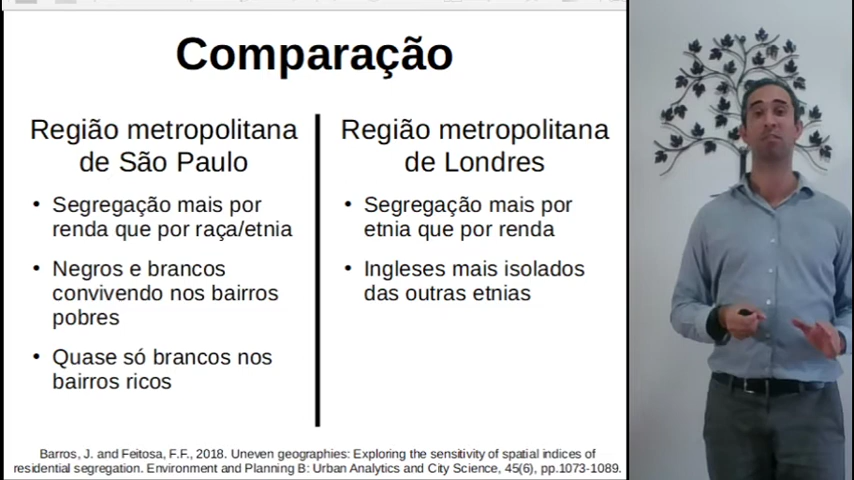 Comparação
Região metropolitana
de São Paulo
• Segregação mais por
renda que por raça/etnia
• Negros e brancos
convivendo nos bairros
pobres
• Quase só brancos nos
bairros ricos
Região metropolitana
de Londres
• Segregação mais por
etnia que por renda
• Ingleses mais isolados
das outras etnias
Barros, J. and Feitosa, F.F., 2018. Uneven geographies: Exploring the sensitivity of spatial indices of
residential segregation. Environment and Planning B: Urban Analytics and City Science, 45(6), pp.1073-1089.